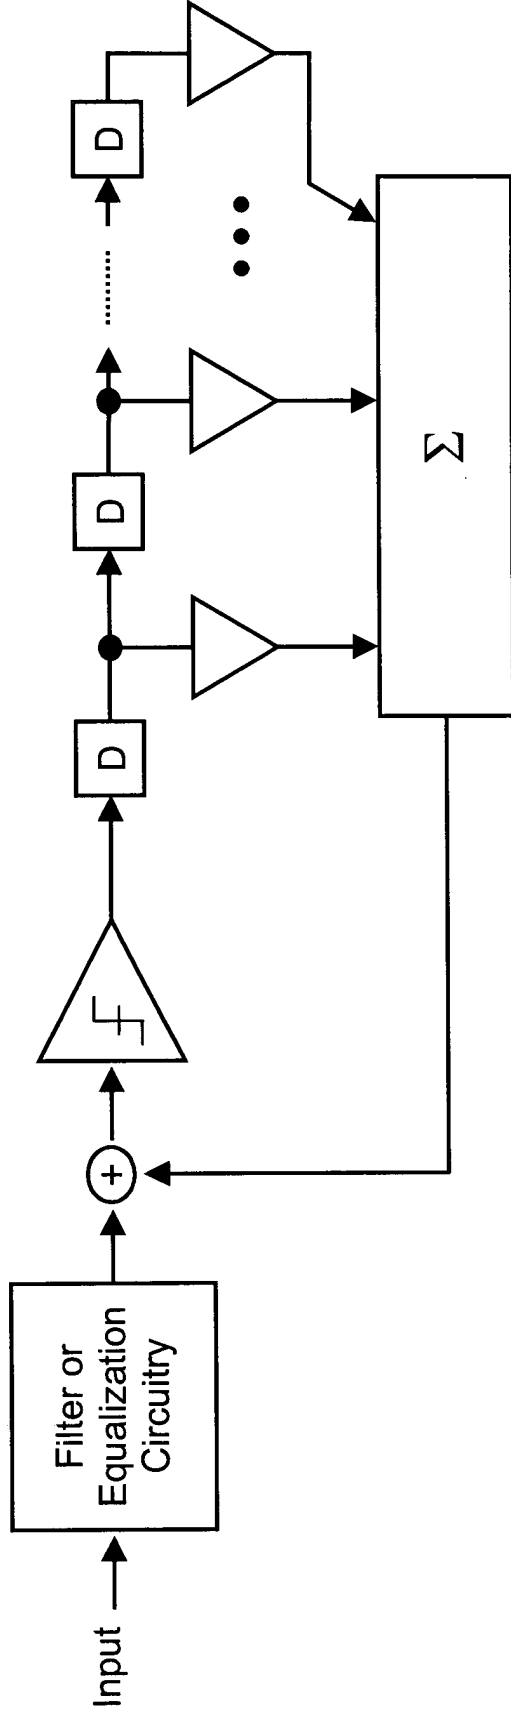 Input
Filter or
Equalization
Circuitry
+
D
D
D
Σ